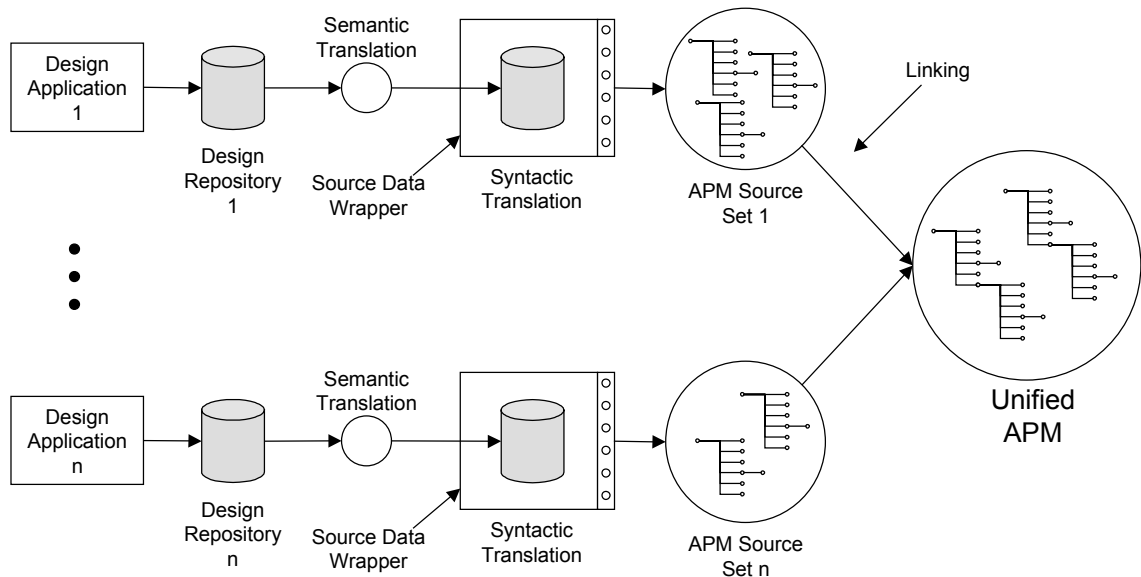 Design
Application
1
Design
Repository
1
Semantic
Translation
Source Data
Wrapper
Syntactic
Translation
APM Source
Set 1
Linking
Design
Application
n
Design
Repository
n
Semantic
Translation
Source Data
Wrapper
Syntactic
Translation
APM Source
Set n
Unified
APM